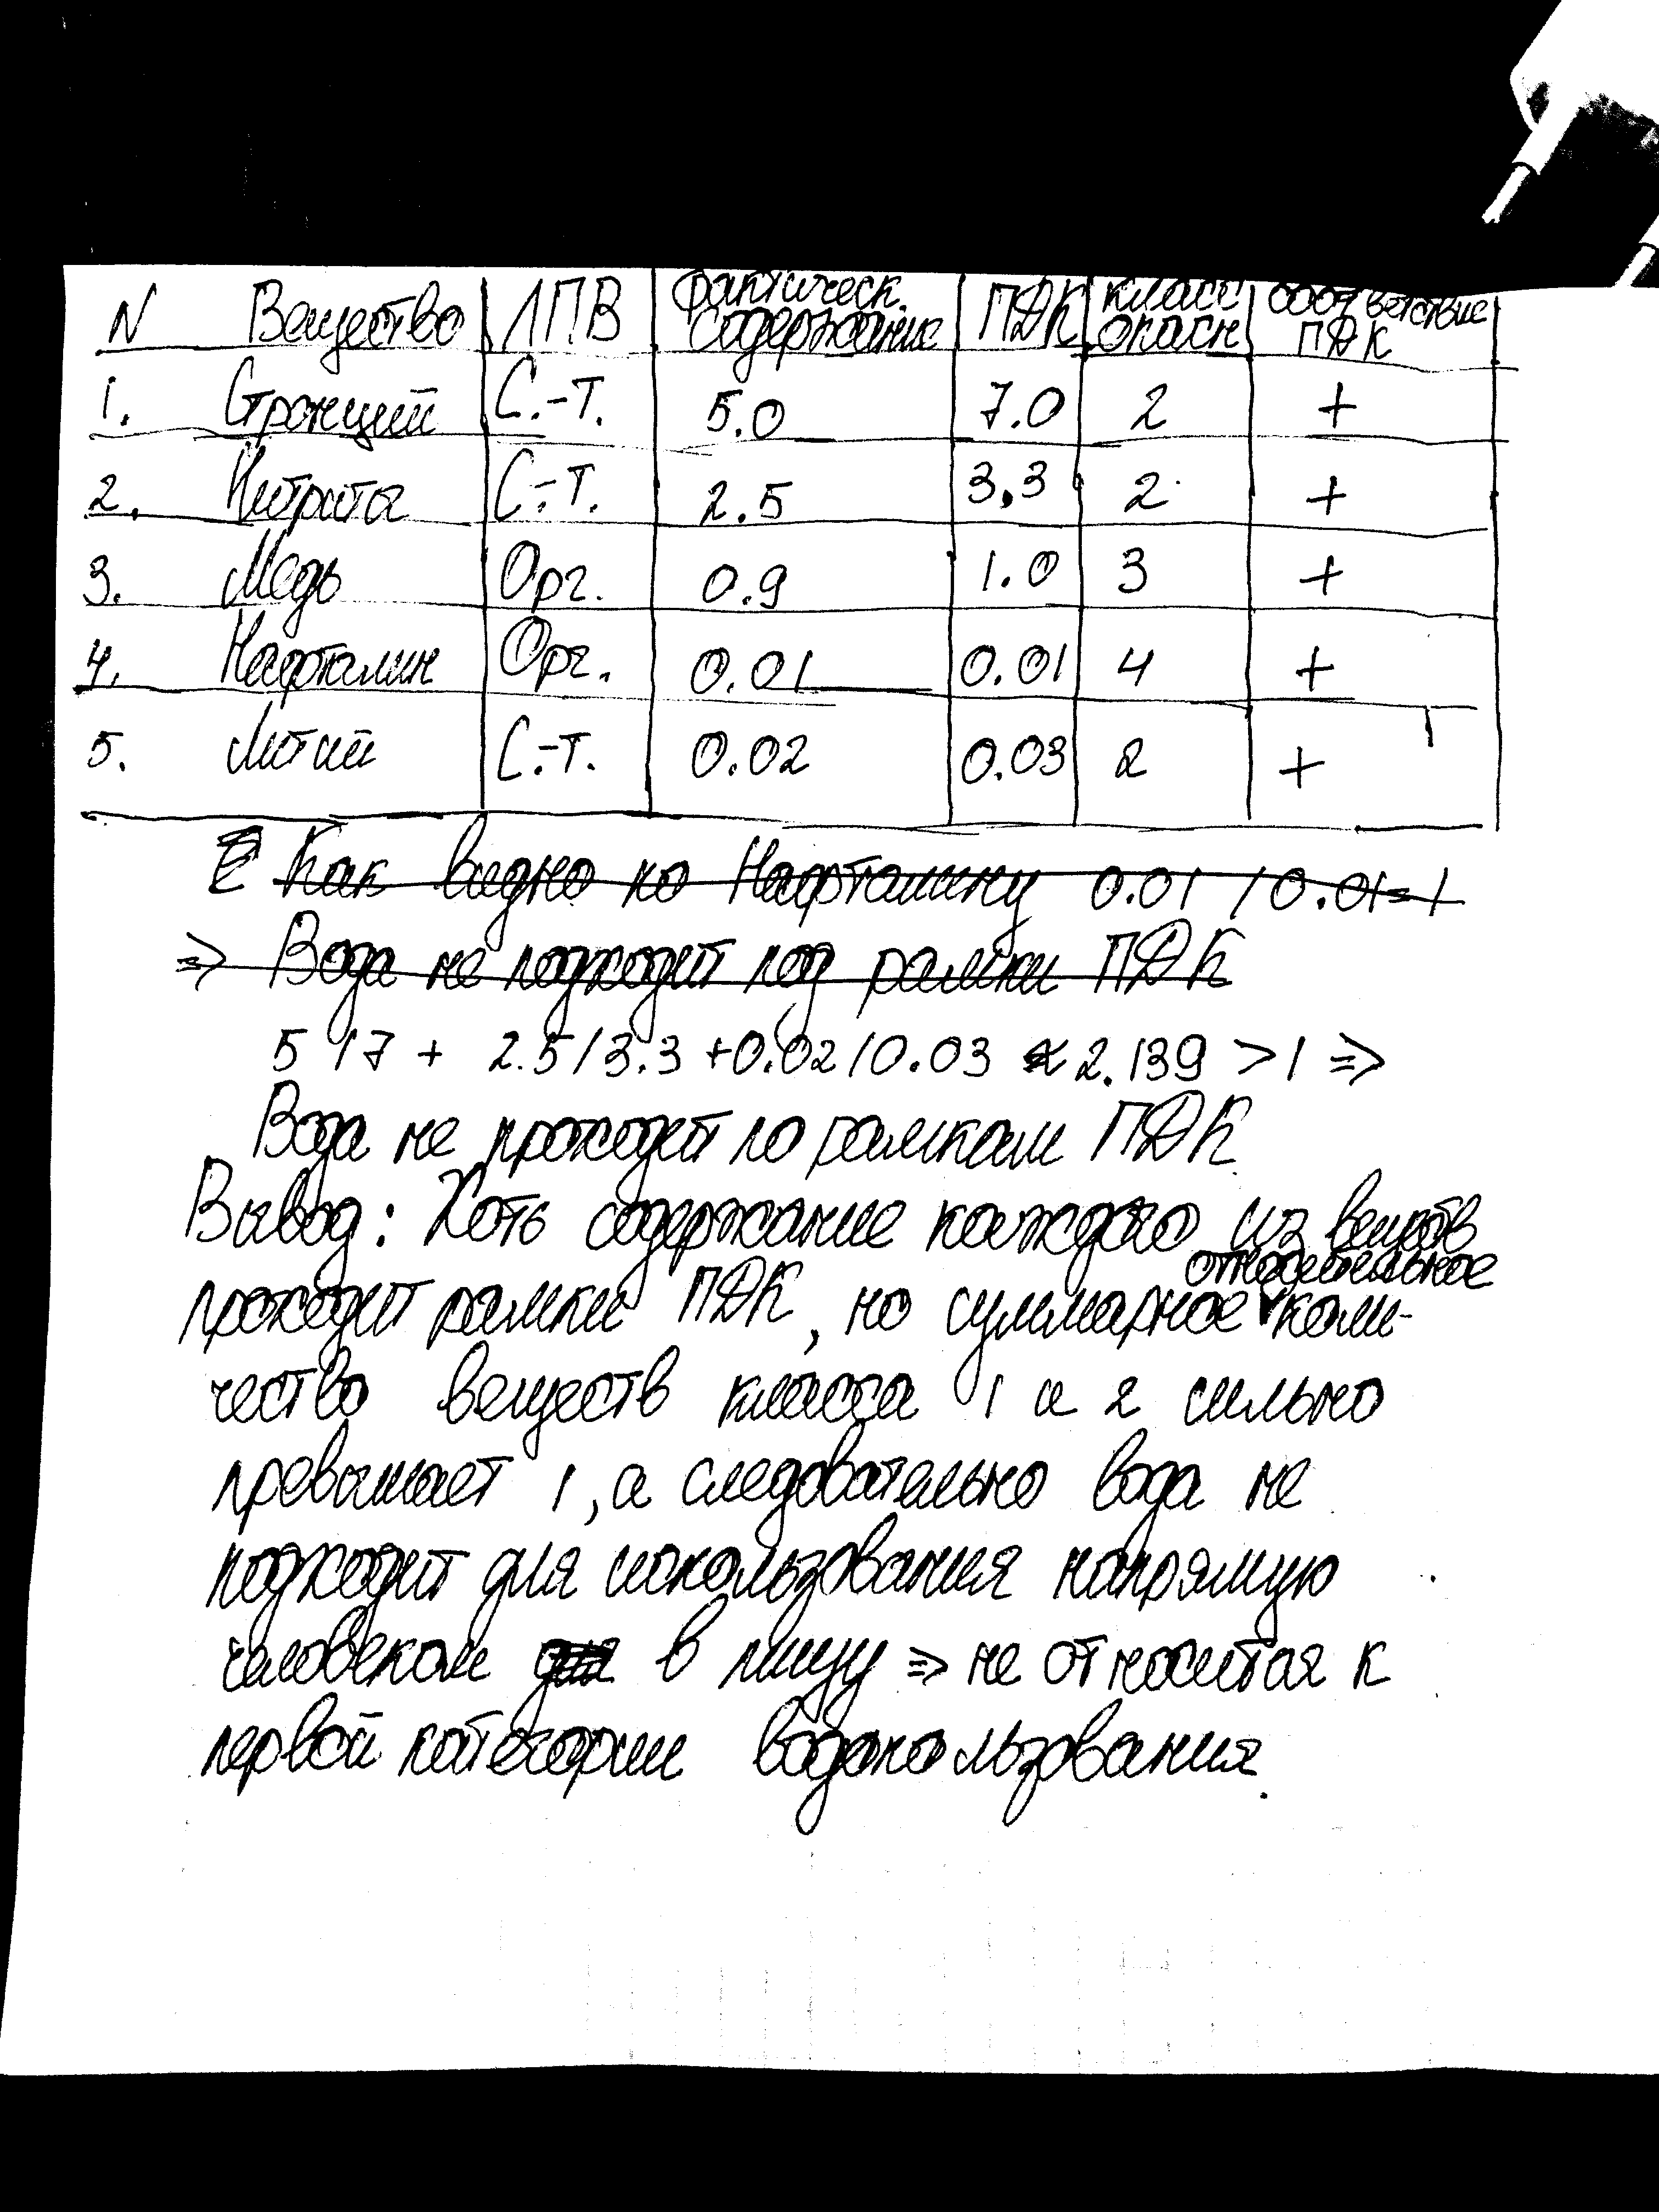 N Вещество ЛПВ Фактическ. содержание ПДК класс опасн соответствие ПДК
1. Стронций С.-Т. 5.0 7.0 2 +
2. Нитриты С.-Т. 2.5 3,3 2 +
3. Медь Орг. 0.9 1.0 3 +
4. Нафталин Орг. 0.01 0.01 4 +
5. Литий С.-Т. 0.02 0.03 2 +
Как видно по Нафталину 0.01 / 0.01=1
=> Вода не подходит под рамки ПДК
5 / 7 + 2.5 / 3.3 + 0.02 / 0.03 ≈ 2.139 > 1 =>
Вода не проходит по рамкам ПДК
Вывод: Хоть содержание каждого из веществ
проходит рамки ПДК, но суммарное относительное коли-
чество веществ класса 1 и 2 сильно
превышает 1, а следовательно вода не
подходит для использования напрямую
человеком в пищу => не относится к
первой категории водопользования.